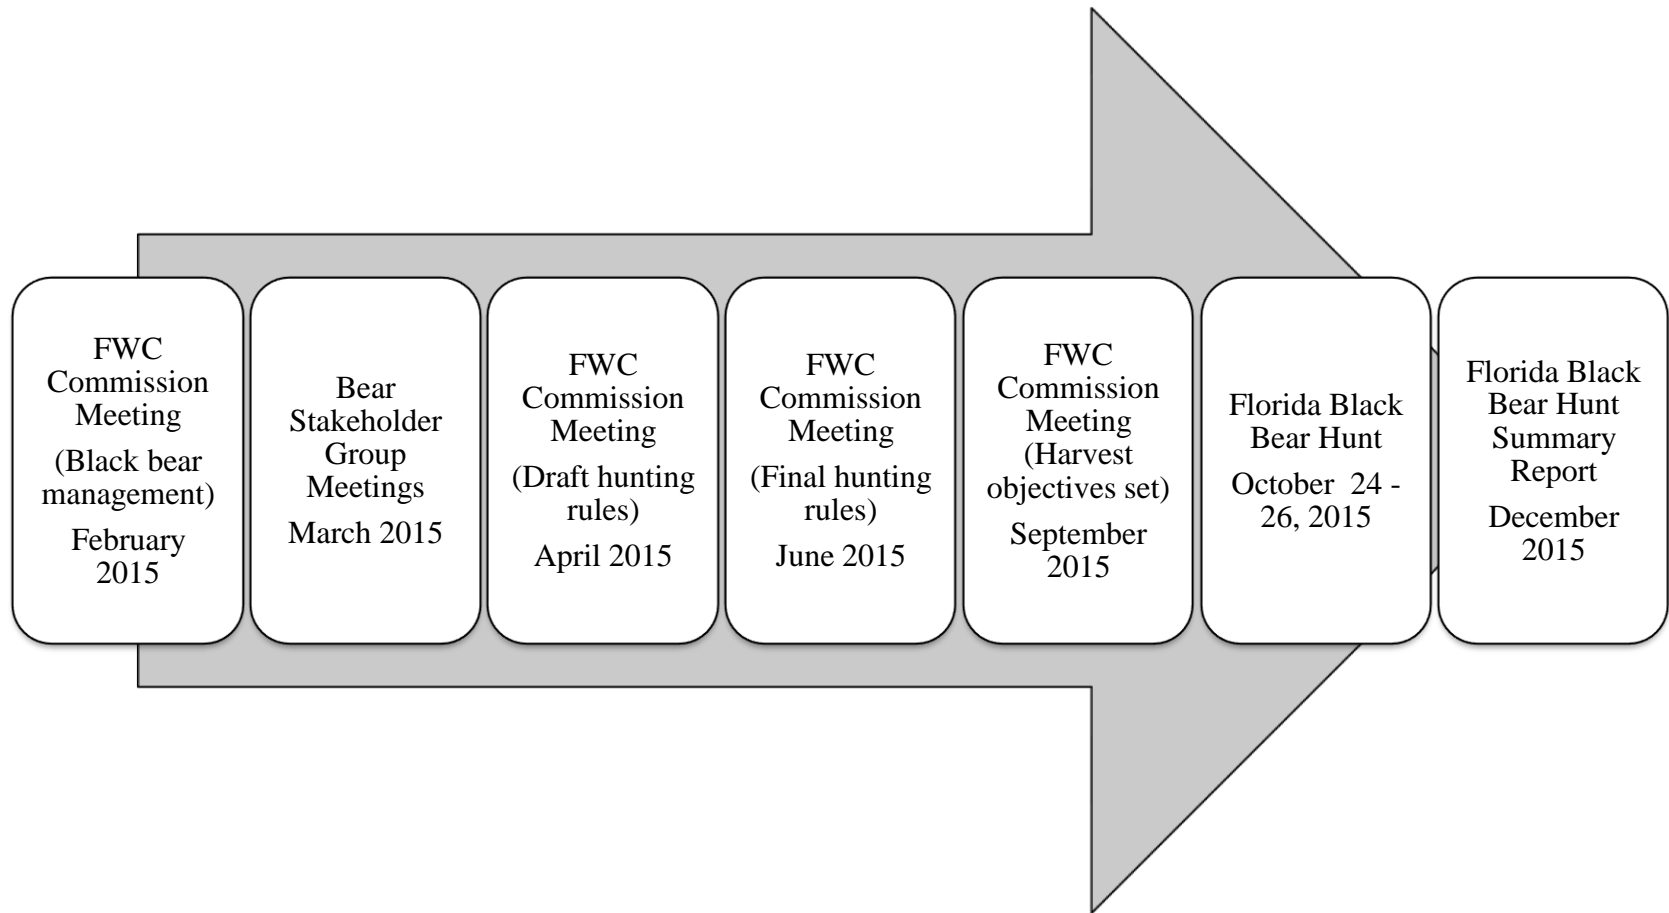 FWC
Commission
Meeting
(Black bear
management)
February
2015
Bear
Stakeholder
Group
Meetings
March 2015
FWC
Commission
Meeting
(Draft hunting
rules)
April 2015
FWC
Commission
Meeting
(Final hunting
rules)
June 2015
FWC
Commission
Meeting
(Harvest
objectives set)
September
2015
Florida Black
Bear Hunt
October 24 -
26, 2015
Florida Black
Bear Hunt
Summary
Report
December
2015